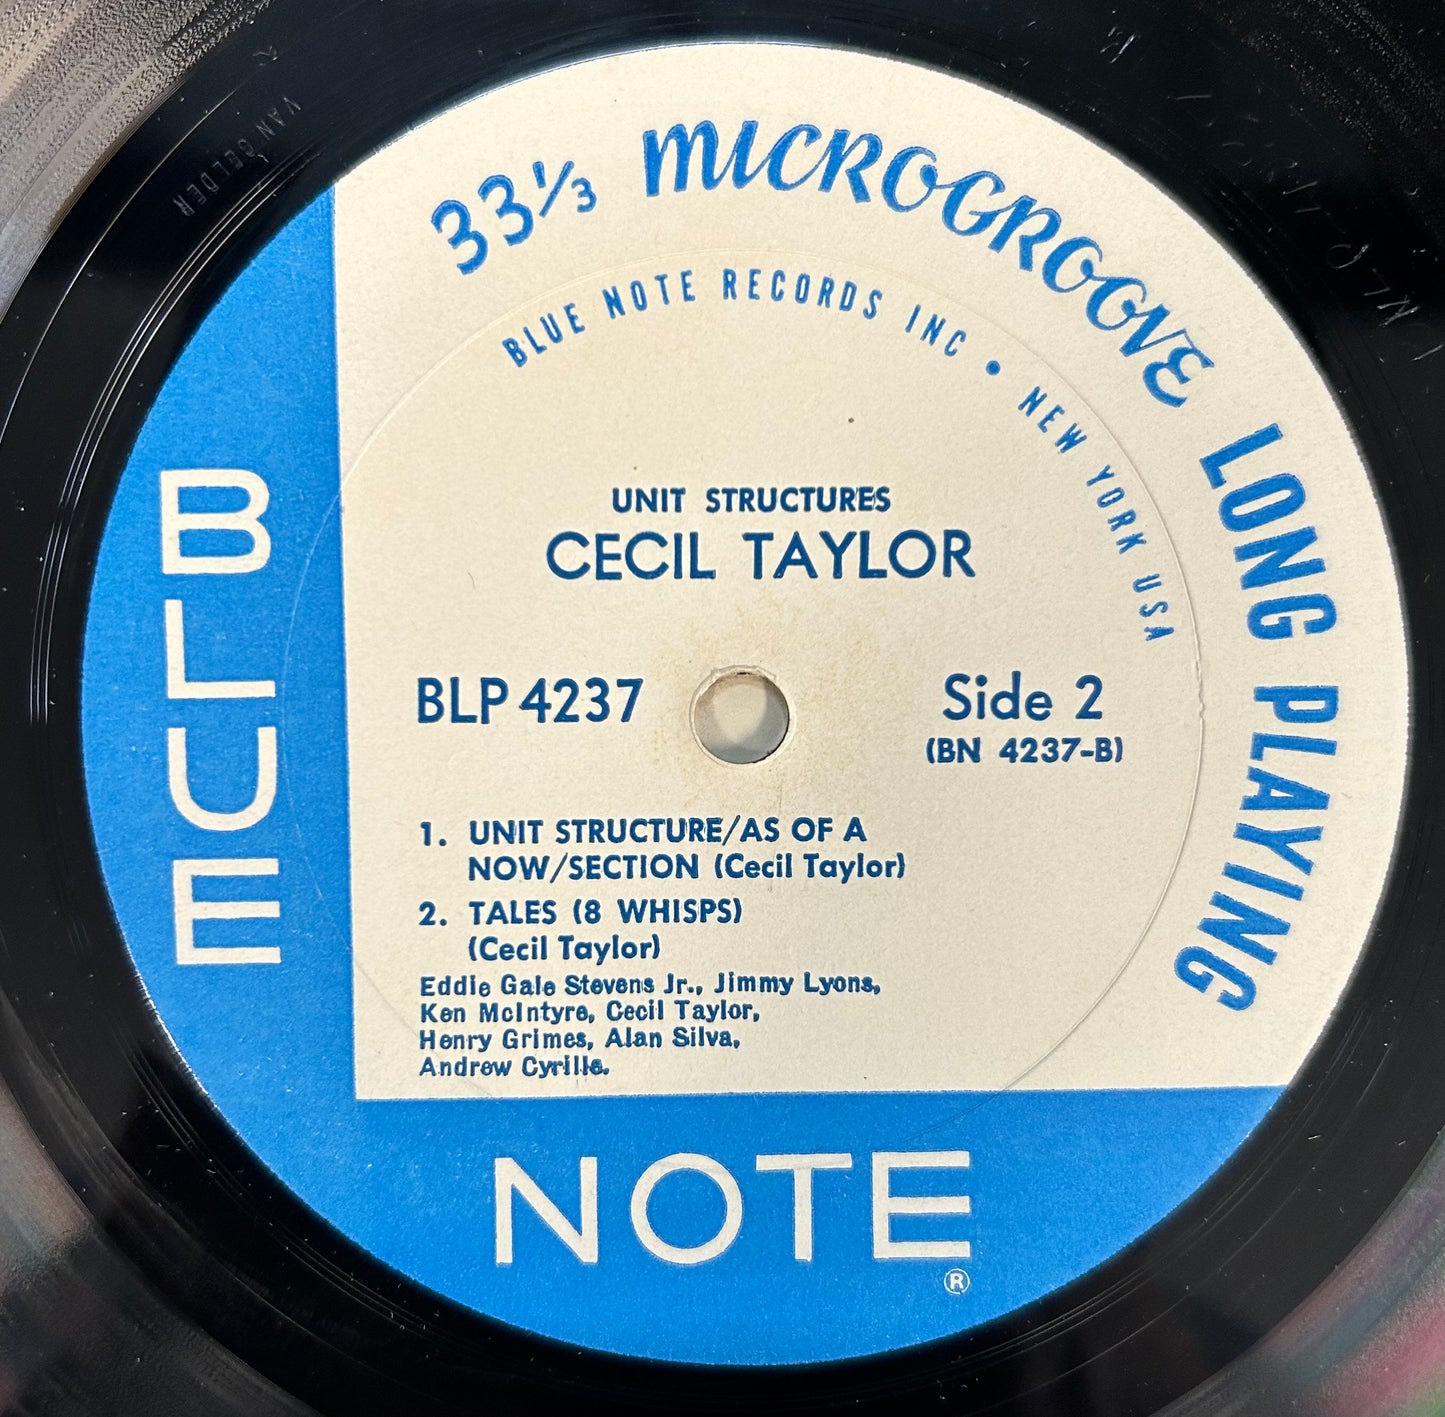 33⅓ MICROGROOVE LONG PLAYING
BLUE NOTE RECORDS INC • NEW YORK USA
UNIT STRUCTURES
CECIL TAYLOR
BLP 4237
Side 2
(BN 4237-B)
1. UNIT STRUCTURE/AS OF A
NOW/SECTION (Cecil Taylor)
2. TALES (8 WHISPS)
(Cecil Taylor)
Eddie Gale Stevens Jr., Jimmy Lyons,
Ken McIntyre, Cecil Taylor,
Henry Grimes, Alan Silva,
Andrew Cyrille.
BLUE
NOTE
®
VAN GELDER